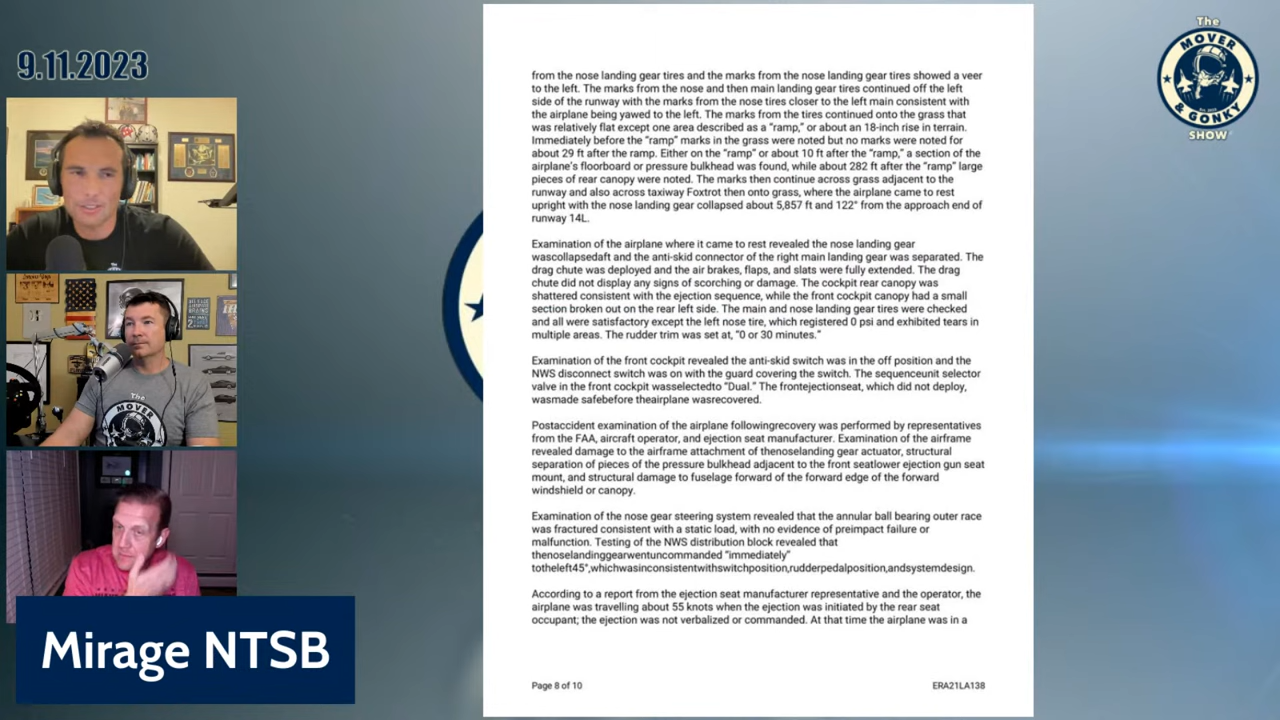 9.11.2023
The
MOVER
& GONKY
SHOW
from the nose landing gear tires and the marks from the nose landing gear tires showed a veer
to the left. The marks from the nose and then main landing gear tires continued off the left
side of the runway with the marks from the nose tires closer to the left main consistent with
the airplane being yawed to the left. The marks from the tires continued onto the grass that
was relatively flat except one area described as a “ramp,” or about an 18-inch rise in terrain.
Immediately before the “ramp” marks in the grass were noted but no marks were noted for
about 29 ft after the ramp. Either on the “ramp” or about 10 ft after the “ramp,” a section of the
airplane’s floorboard or pressure bulkhead was found, while about 282 ft after the “ramp” large
pieces of rear canopy were noted. The marks then continue across grass adjacent to the
runway and also across taxiway Foxtrot then onto grass, where the airplane came to rest
upright with the nose landing gear collapsed about 5,857 ft and 122° from the approach end of
runway 14L.
Examination of the airplane where it came to rest revealed the nose landing gear
wascollapsedaft and the anti-skid connector of the right main landing gear was separated. The
drag chute was deployed and the air brakes, flaps, and slats were fully extended. The drag
chute did not display any signs of scorching or damage. The cockpit rear canopy was
shattered consistent with the ejection sequence, while the front cockpit canopy had a small
section broken out on the rear left side. The main and nose landing gear tires were checked
and all were satisfactory except the left nose tire, which registered 0 psi and exhibited tears in
multiple areas. The rudder trim was set at, “0 or 30 minutes.”
Examination of the front cockpit revealed the anti-skid switch was in the off position and the
NWS disconnect switch was on with the guard covering the switch. The sequenceunit selector
valve in the front cockpit wasselectedto “Dual.” The frontejectionseat, which did not deploy,
wasmade safebefore theairplane wasrecovered.
Postaccident examination of the airplane followingrecovery was performed by representatives
from the FAA, aircraft operator, and ejection seat manufacturer. Examination of the airframe
revealed damage to the airframe attachment of thenoselanding gear actuator, structural
separation of pieces of the pressure bulkhead adjacent to the front seatlower ejection gun seat
mount, and structural damage to fuselage forward of the forward edge of the forward
windshield or canopy.
Examination of the nose gear steering system revealed that the annular ball bearing outer race
was fractured consistent with a static load, with no evidence of preimpact failure or
malfunction. Testing of the NWS distribution block revealed that
thenoselandinggearwentuncommanded “immediately”
totheleft45°,whichwasinconsistentwithswitchposition,rudderpedalposition,andsystemdesign.
According to a report from the ejection seat manufacturer representative and the operator, the
airplane was travelling about 55 knots when the ejection was initiated by the rear seat
occupant; the ejection was not verbalized or commanded. At that time the airplane was in a
Page 8 of 10
ERA21LA138
THE
MOVER
Mirage NTSB